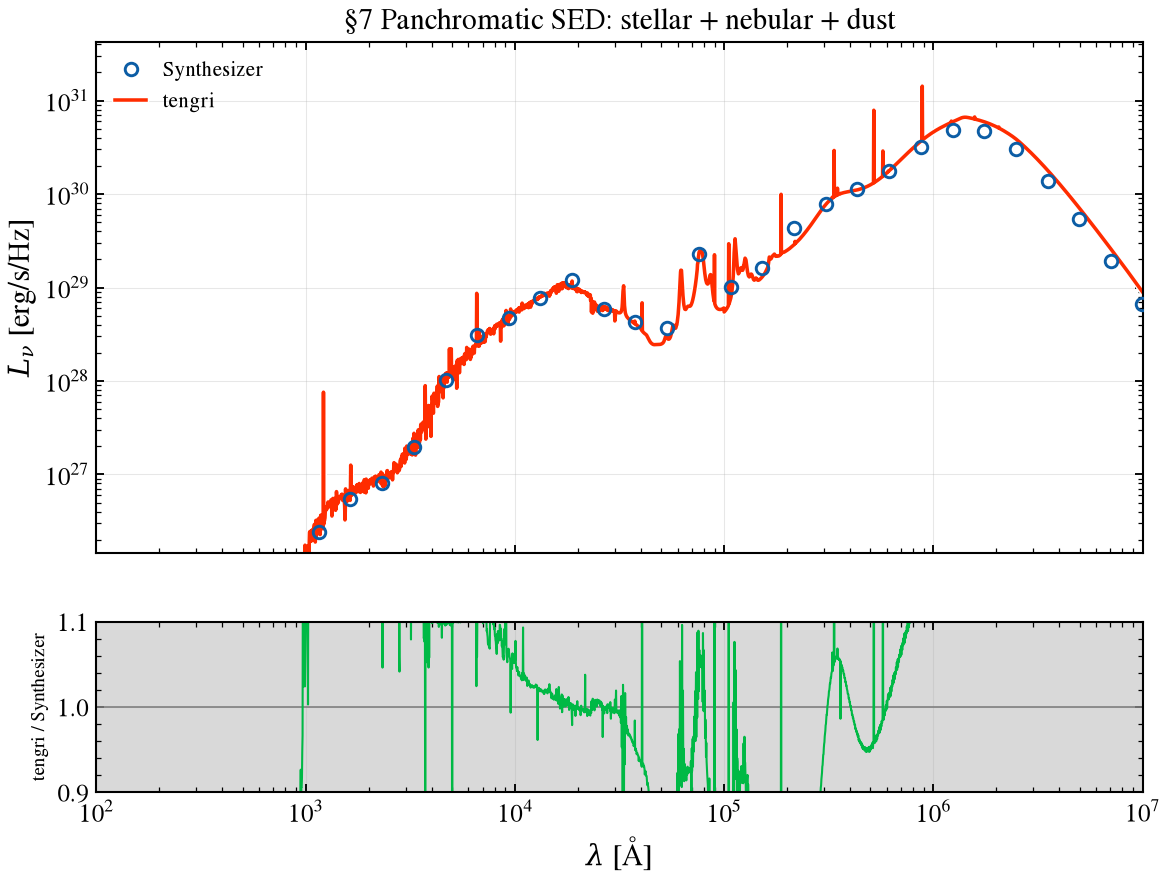 §7 Panchromatic SED: stellar + nebular + dust
Synthesizer
tengri
10^31
10^30
10^29
10^28
10^27
L_ν [erg/s/Hz]
1.1
1.0
0.9
tengri / Synthesizer
10^2 10^3 10^4 10^5 10^6 10^7
λ [Å]